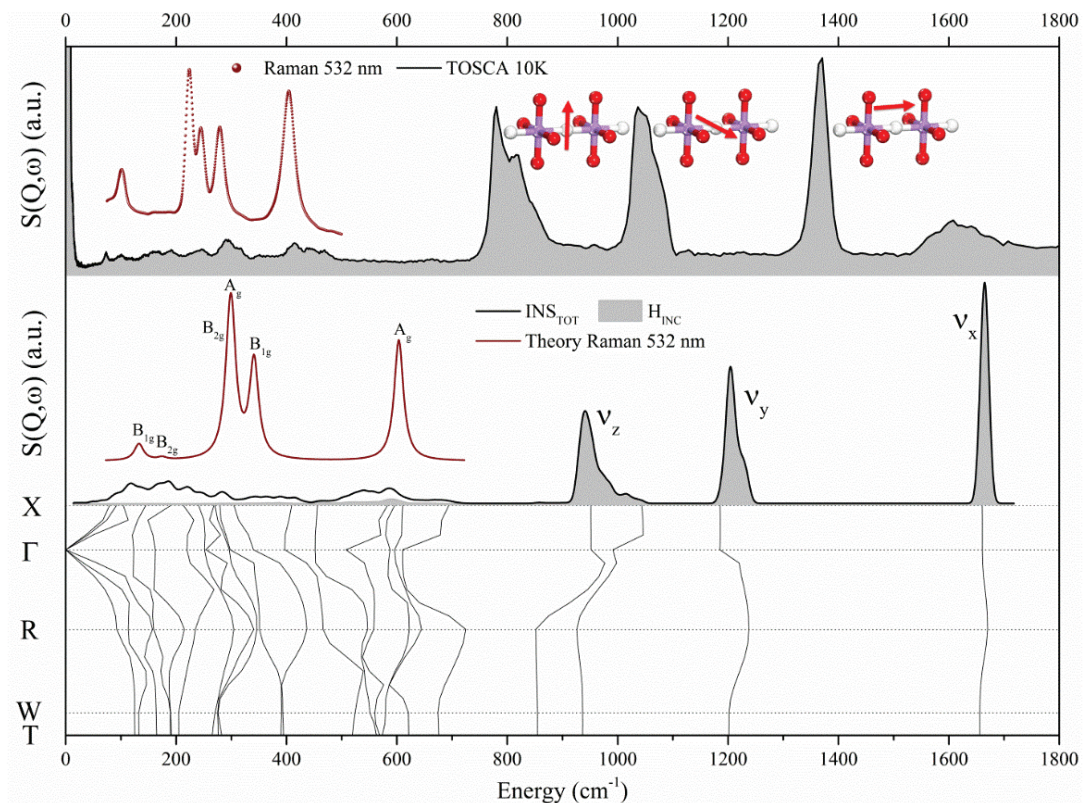 0 200 400 600 800 1000 1200 1400 1600 1800
Raman 532 nm TOSCA 10K
S(Q,ω) (a.u.)
INS_TOT H_INC
Theory Raman 532 nm
S(Q,ω) (a.u.)
A_g
B_2g
B_1g
A_g
B_1g
B_2g
ν_z
ν_y
ν_x
X
Γ
R
W
T
0 200 400 600 800 1000 1200 1400 1600 1800
Energy (cm⁻¹)